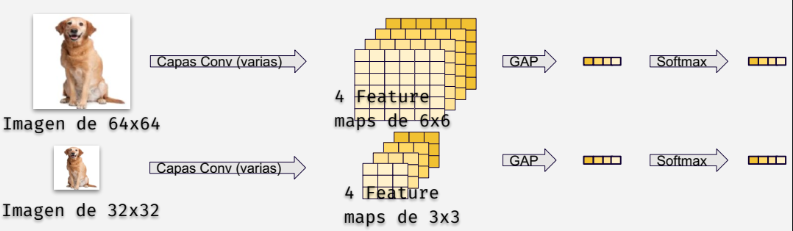 Capas Conv (varias)
GAP
Softmax
4 Feature
maps de 6x6
Imagen de 64x64
Capas Conv (varias)
GAP
Softmax
4 Feature
maps de 3x3
Imagen de 32x32